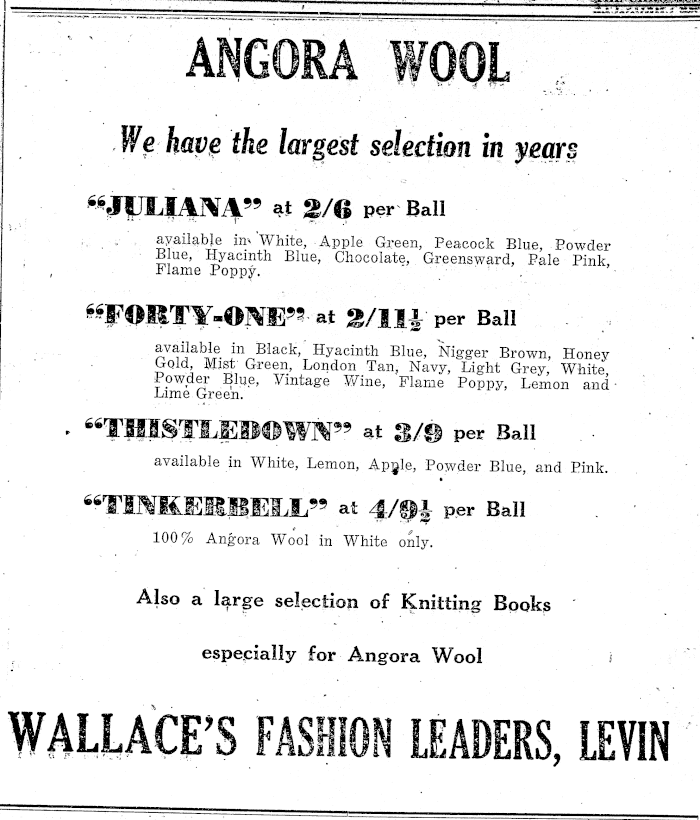 ANGORA WOOL
We have the largest selection in years
“JULIANA” at 2/6 per Ball
available in White, Apple Green, Peacock Blue, Powder
Blue, Hyacinth Blue, Chocolate, Greensward, Pale Pink,
Flame Poppy.
“FORTY-ONE” at 2/11½ per Ball
available in Black, Hyacinth Blue, Nigger Brown, Honey
Gold, Mist Green, London Tan, Navy, Light Grey, White,
Powder Blue, Vintage Wine, Flame Poppy, Lemon and
Lime Green.
“THISTLEDOWN” at 3/9 per Ball
available in White, Lemon, Apple, Powder Blue, and Pink.
“TINKERBELL” at 4/9½ per Ball
100% Angora Wool in White only.
Also a large selection of Knitting Books
especially for Angora Wool
WALLACE’S FASHION LEADERS, LEVIN